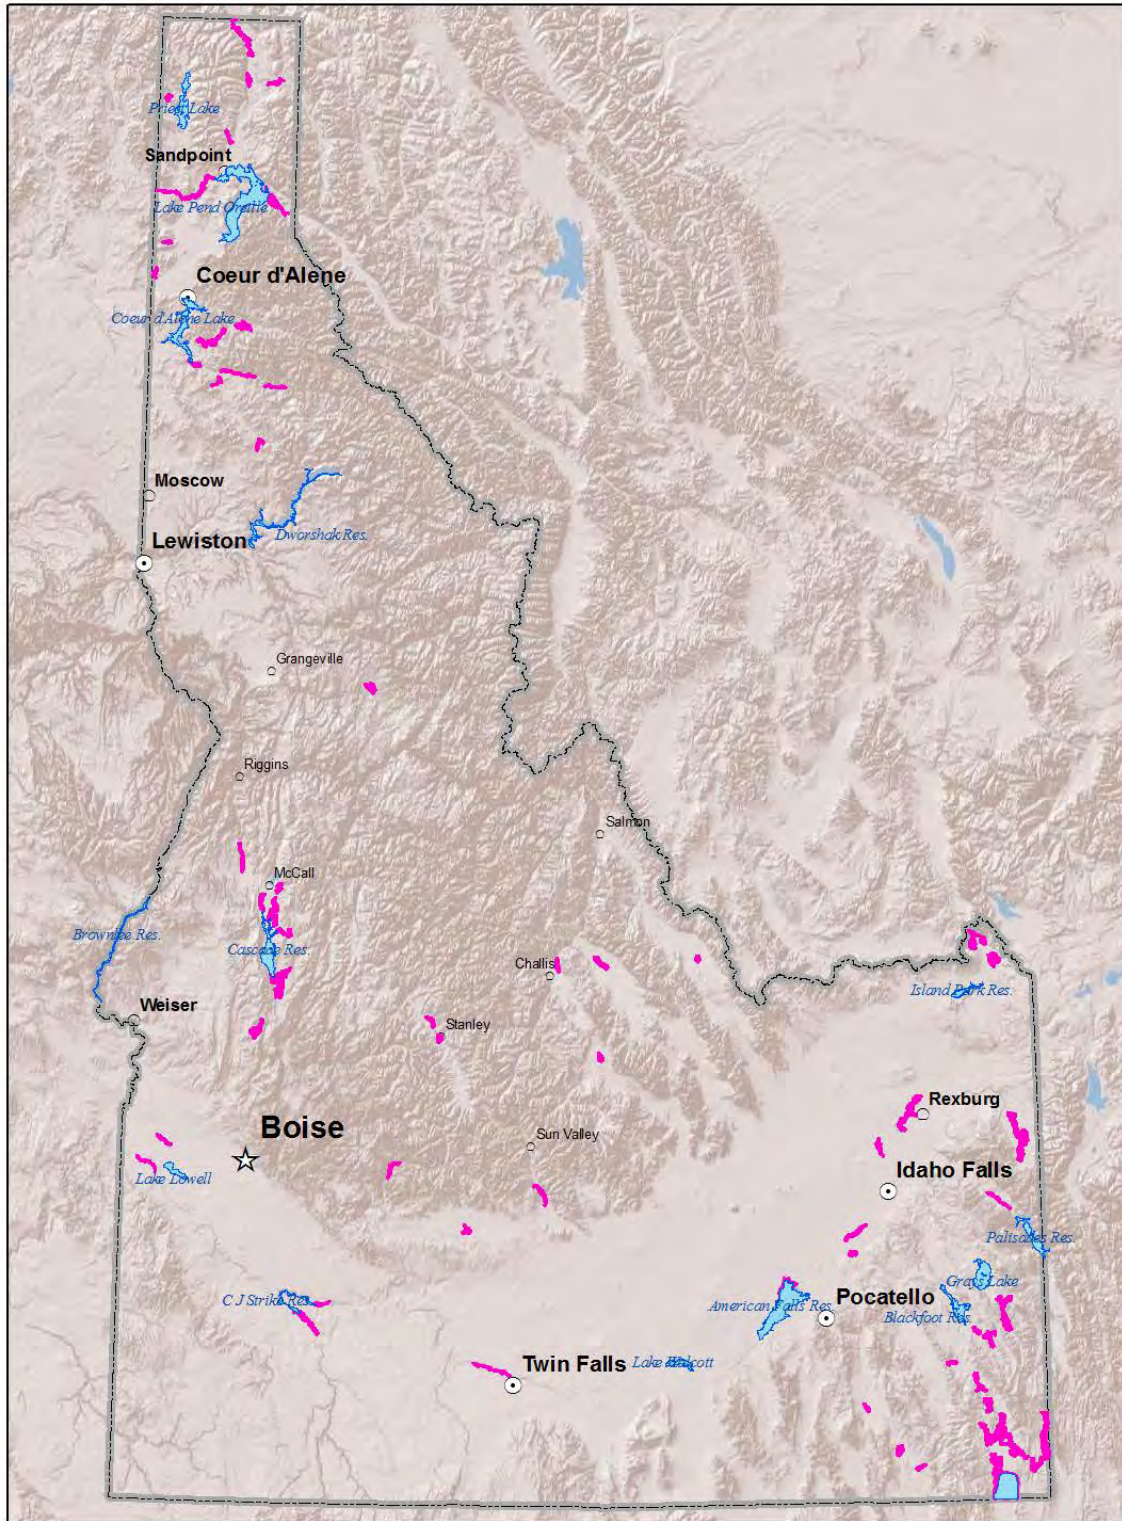 Priest Lake
Sandpoint
Lake Pend Oreille
Coeur d'Alene
Coeur d'Alene Lake
Moscow
Dworshak Res.
Lewiston
Grangeville
Riggins
Salmon
McCall
Brownlee Res.
Cascade Res.
Challis
Island Park Res.
Weiser
Stanley
Rexburg
Boise
Sun Valley
Idaho Falls
Lake Lowell
Palisades Res.
Grays Lake
C J Strike Res.
American Falls Res.
Pocatello
Blackfoot Res.
Twin Falls
Lake Walcott